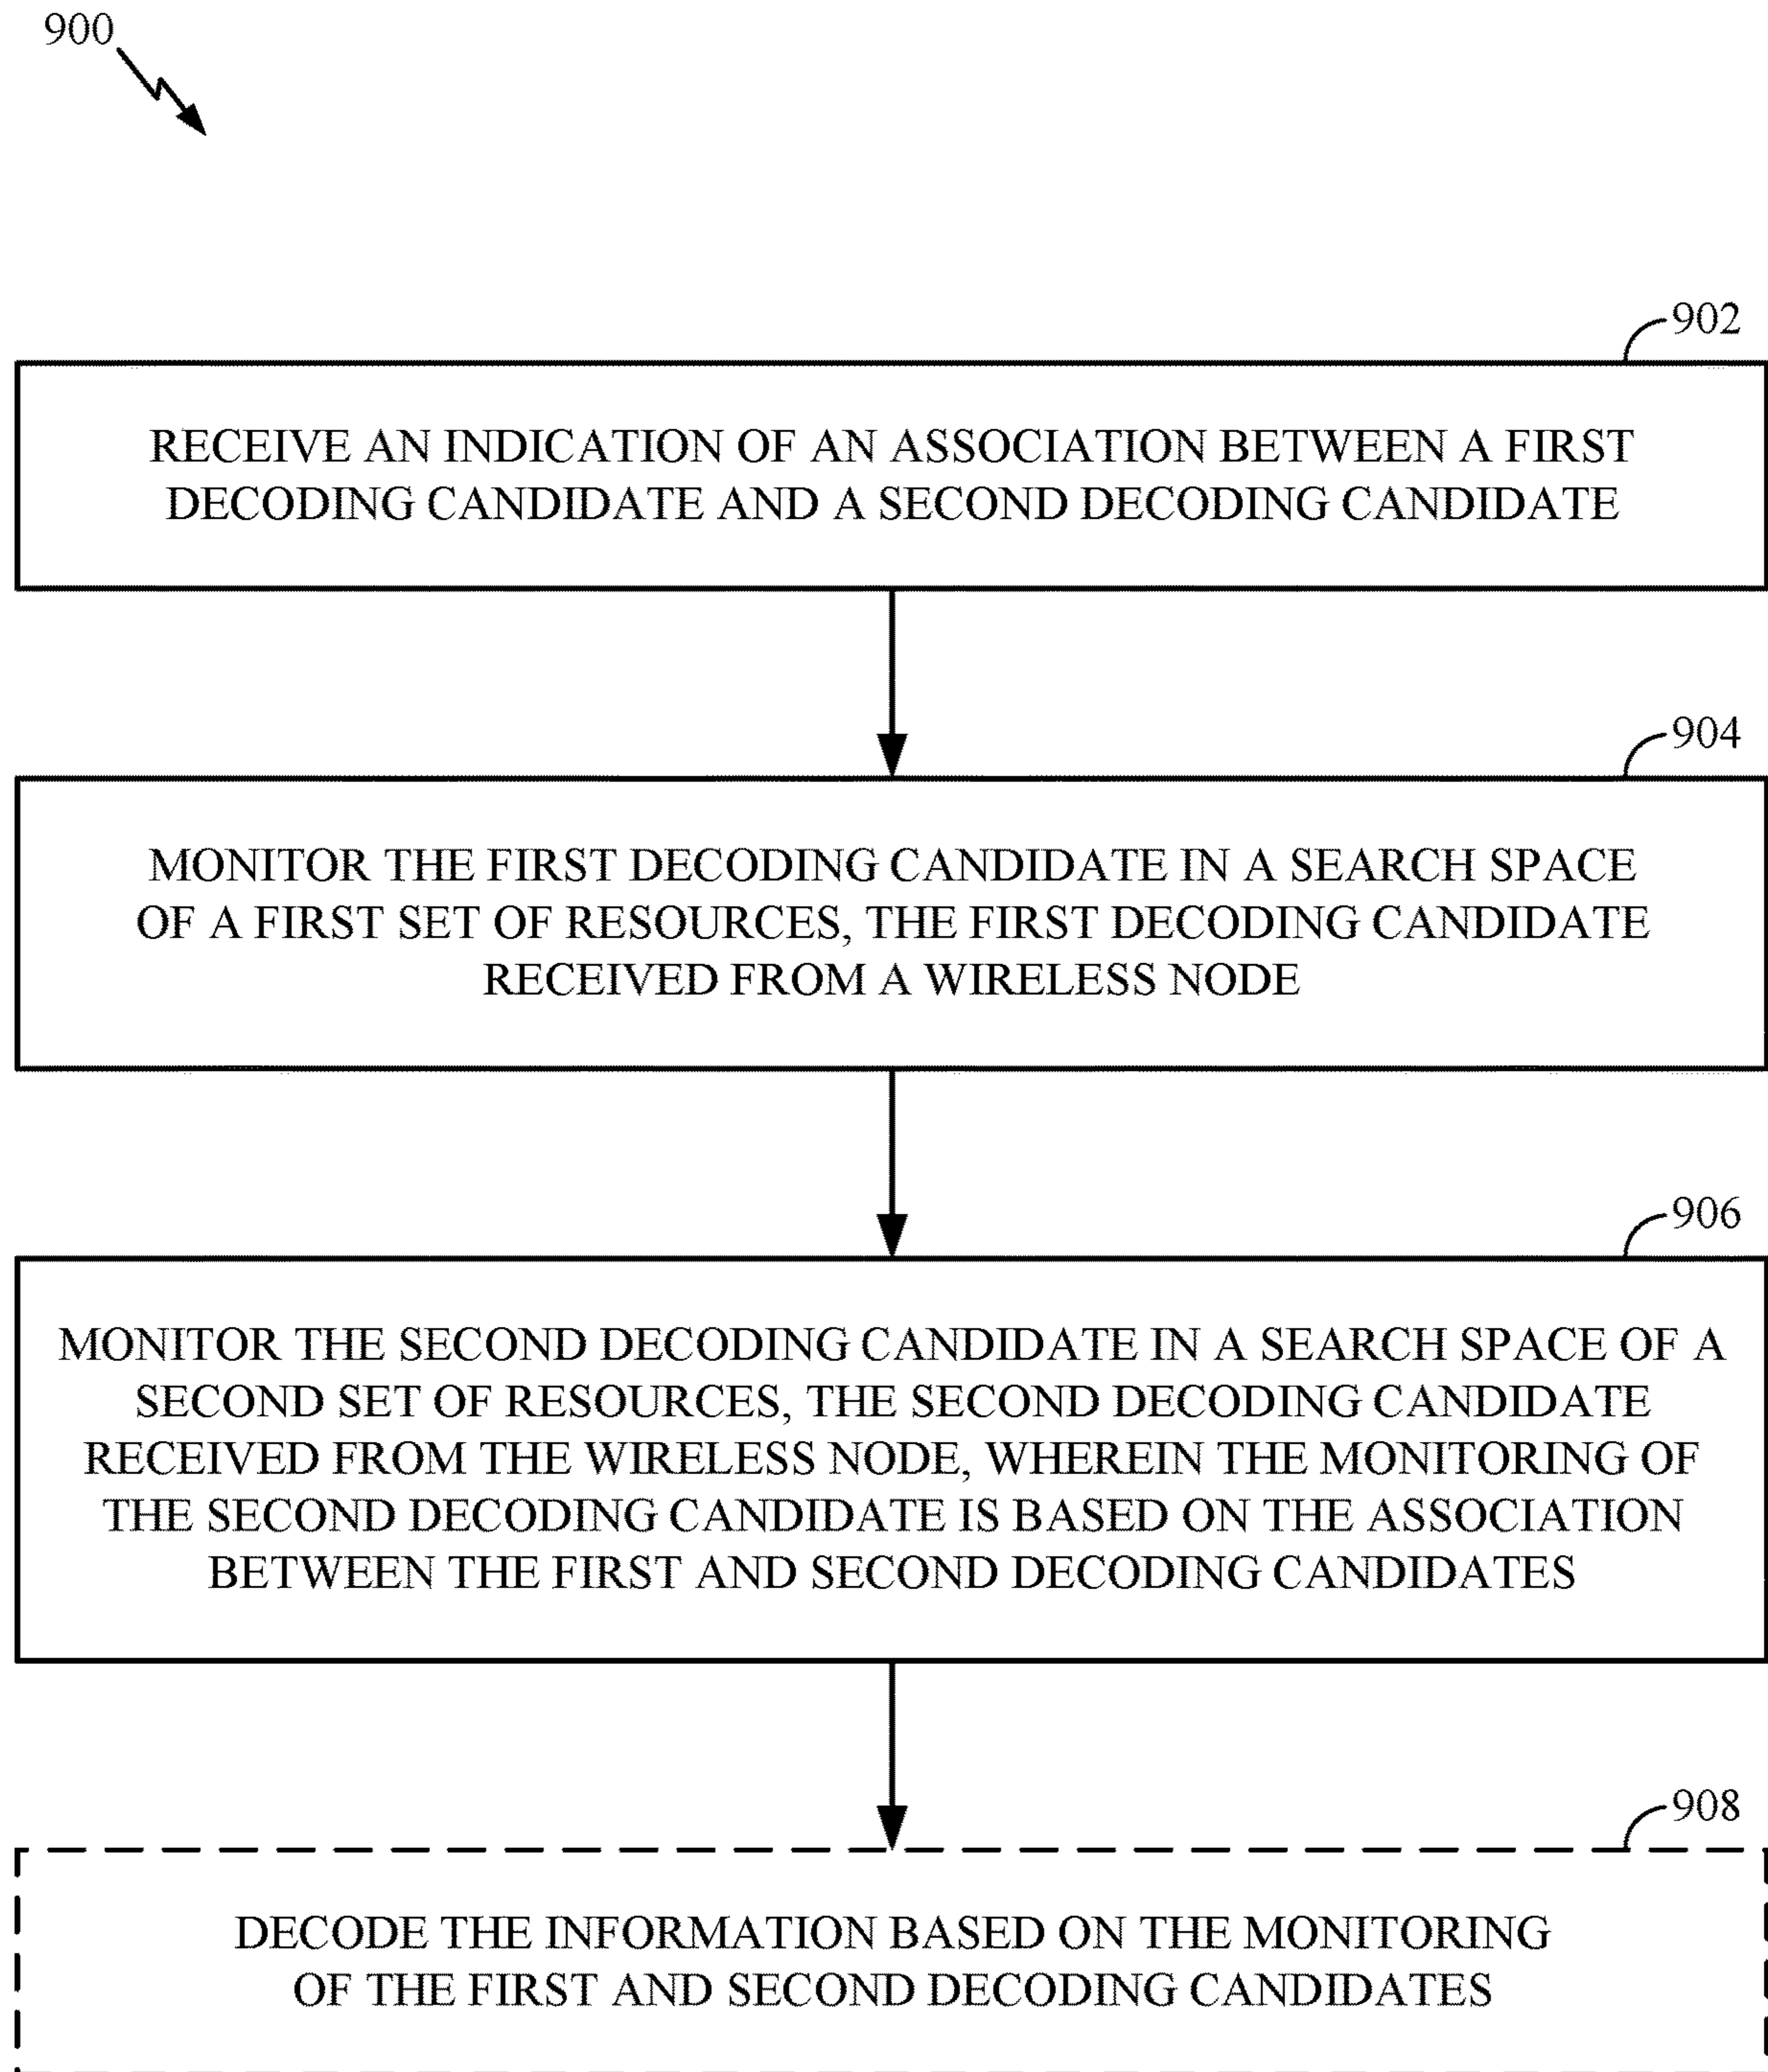 900
902
RECEIVE AN INDICATION OF AN ASSOCIATION BETWEEN A FIRST
DECODING CANDIDATE AND A SECOND DECODING CANDIDATE
904
MONITOR THE FIRST DECODING CANDIDATE IN A SEARCH SPACE
OF A FIRST SET OF RESOURCES, THE FIRST DECODING CANDIDATE
RECEIVED FROM A WIRELESS NODE
906
MONITOR THE SECOND DECODING CANDIDATE IN A SEARCH SPACE OF A
SECOND SET OF RESOURCES, THE SECOND DECODING CANDIDATE
RECEIVED FROM THE WIRELESS NODE, WHEREIN THE MONITORING OF
THE SECOND DECODING CANDIDATE IS BASED ON THE ASSOCIATION
BETWEEN THE FIRST AND SECOND DECODING CANDIDATES
908
DECODE THE INFORMATION BASED ON THE MONITORING
OF THE FIRST AND SECOND DECODING CANDIDATES